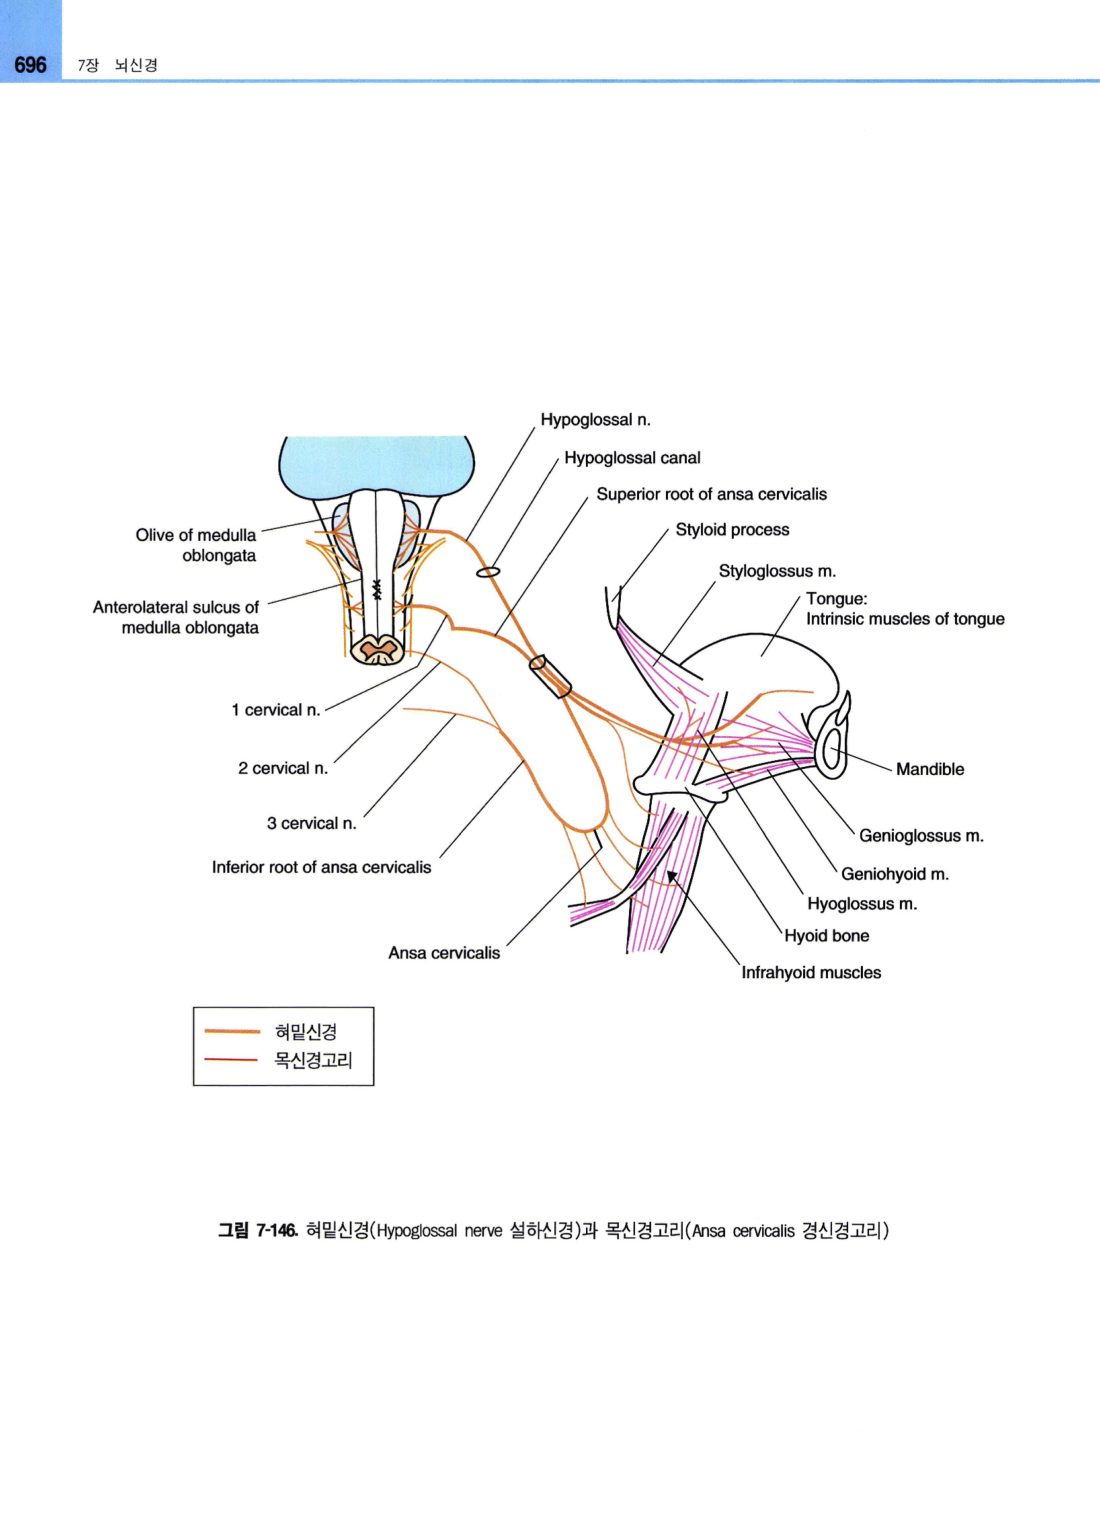 696 7장 뇌신경
Hypoglossal n.
Hypoglossal canal
Superior root of ansa cervicalis
Styloid process
Styloglossus m.
Tongue:
Intrinsic muscles of tongue
Olive of medulla
oblongata
Anterolateral sulcus of
medulla oblongata
1 cervical n.
2 cervical n.
3 cervical n.
Inferior root of ansa cervicalis
Ansa cervicalis
Mandible
Genioglossus m.
Geniohyoid m.
Hyoglossus m.
Hyoid bone
Infrahyoid muscles
혀밑신경
목신경고리
그림 7-146. 혀밑신경(Hypoglossal nerve 설하신경)과 목신경고리(Ansa cervicalis 경신경고리)